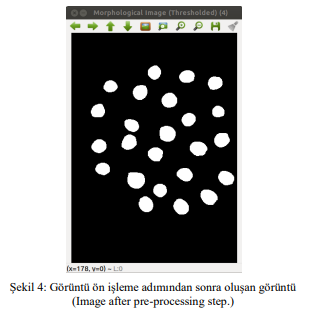 Morphological Image (Thresholded) (4)
(x=178, y=0) ~ L:0
Şekil 4: Görüntü ön işleme adımından sonra oluşan görüntü
(Image after pre-processing step.)